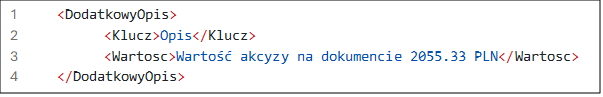 1 <DodatkowyOpis>
2 <Klucz>Opis</Klucz>
3 <Wartosc>Wartość akcyzy na dokumencie 2055.33 PLN</Wartosc>
4 </DodatkowyOpis>